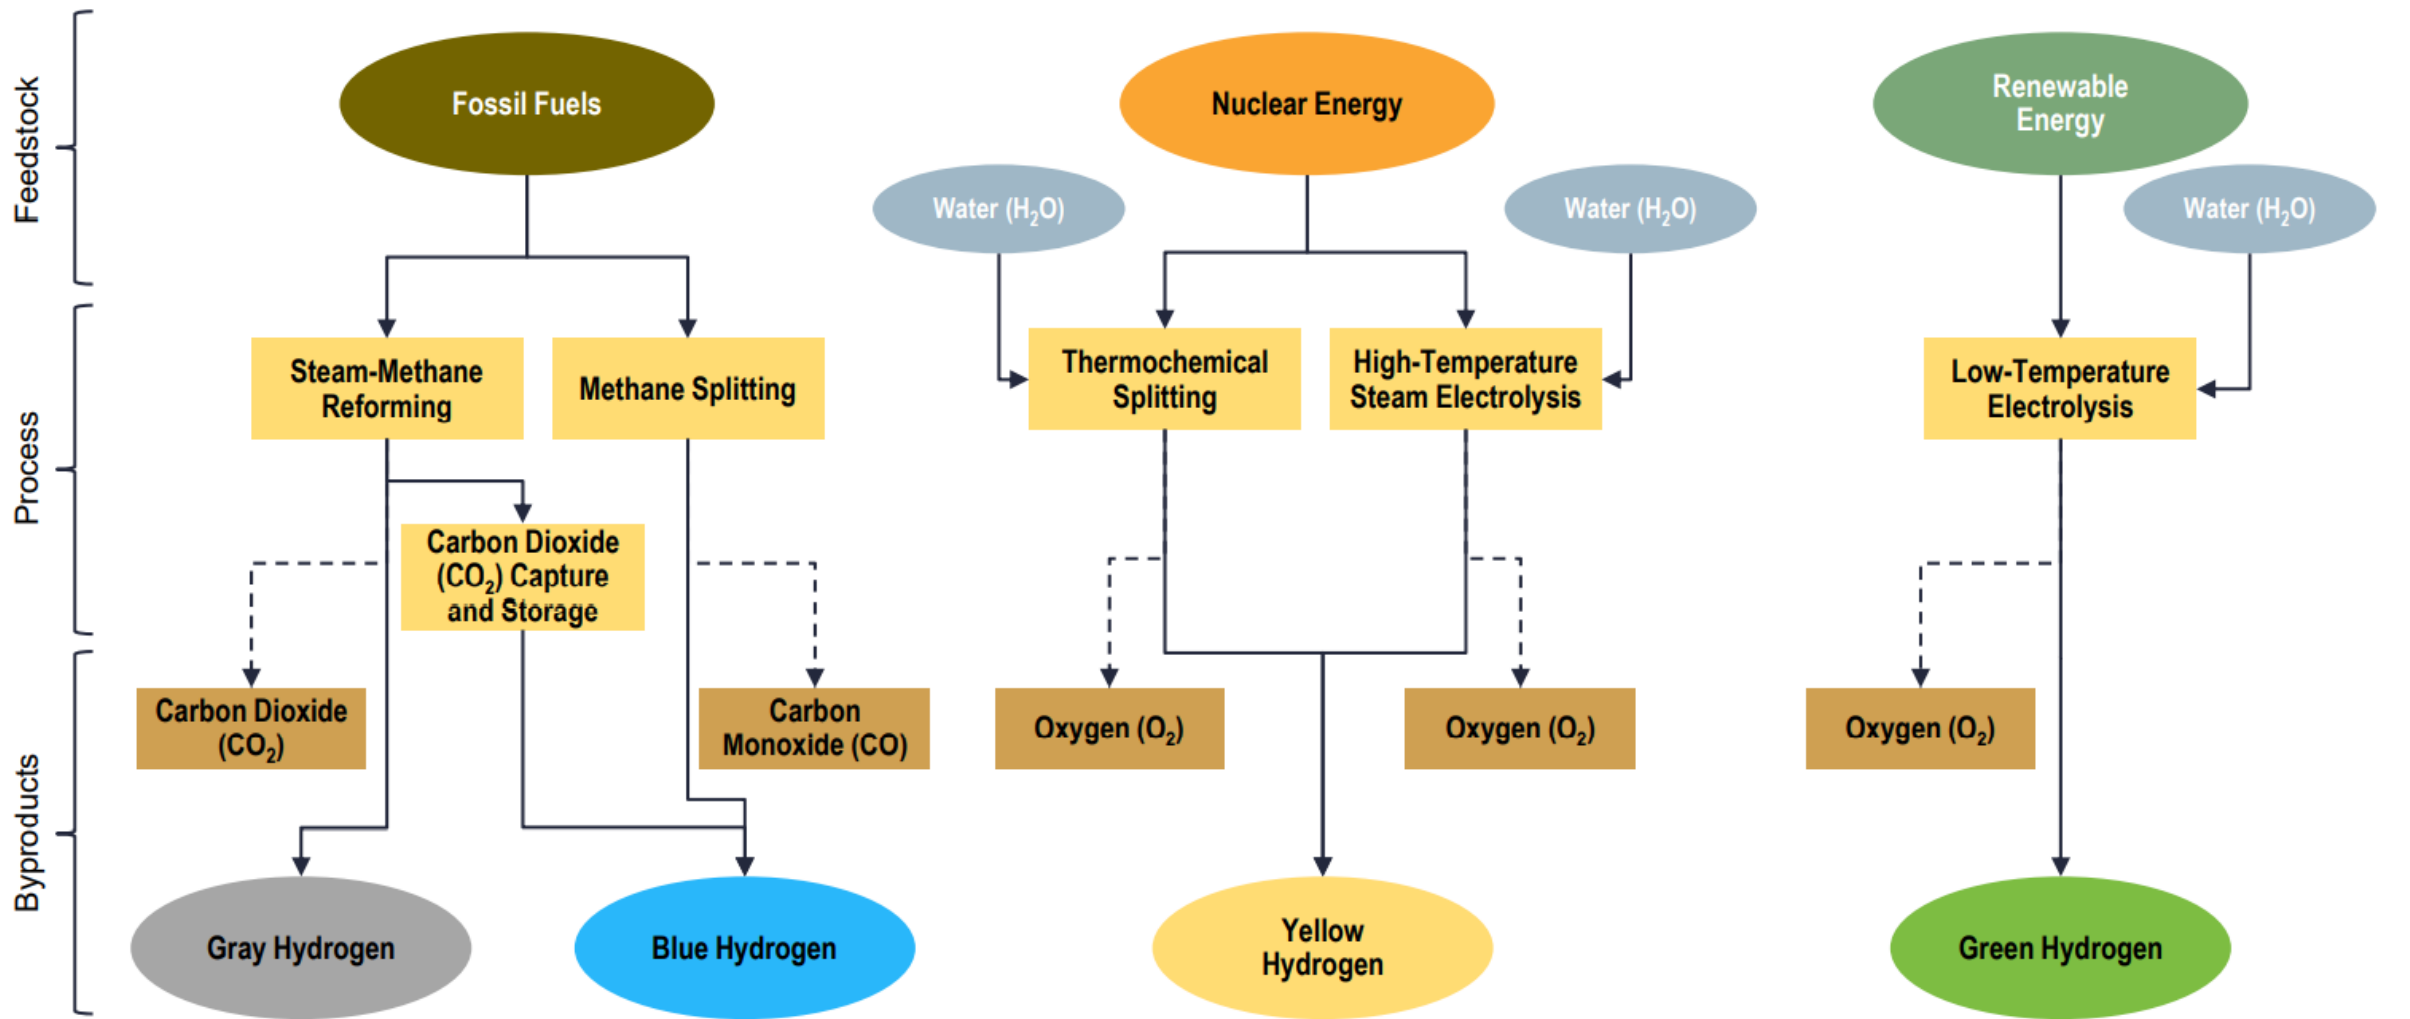 Feedstock
Fossil Fuels
Nuclear Energy
Renewable
Energy
Water (H₂O)
Water (H₂O)
Water (H₂O)
Process
Steam-Methane
Reforming
Methane Splitting
Thermochemical
Splitting
High-Temperature
Steam Electrolysis
Low-Temperature
Electrolysis
Carbon Dioxide
(CO₂) Capture
and Storage
Byproducts
Carbon Dioxide
(CO₂)
Carbon
Monoxide (CO)
Oxygen (O₂)
Oxygen (O₂)
Oxygen (O₂)
Gray Hydrogen
Blue Hydrogen
Yellow
Hydrogen
Green Hydrogen